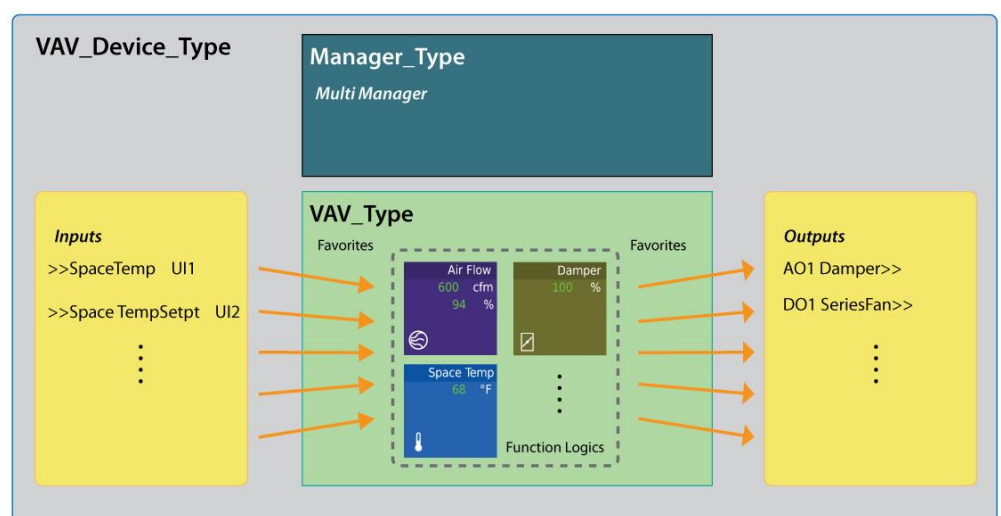 VAV_Device_Type
Manager_Type
Multi Manager
Inputs
>>SpaceTemp UI1
>>Space TempSetpt UI2
VAV_Type
Favorites
Favorites
Air Flow
600 cfm
94 %
Damper
100 %
Space Temp
68 °F
Function Logics
Outputs
AO1 Damper>>
DO1 SeriesFan>>